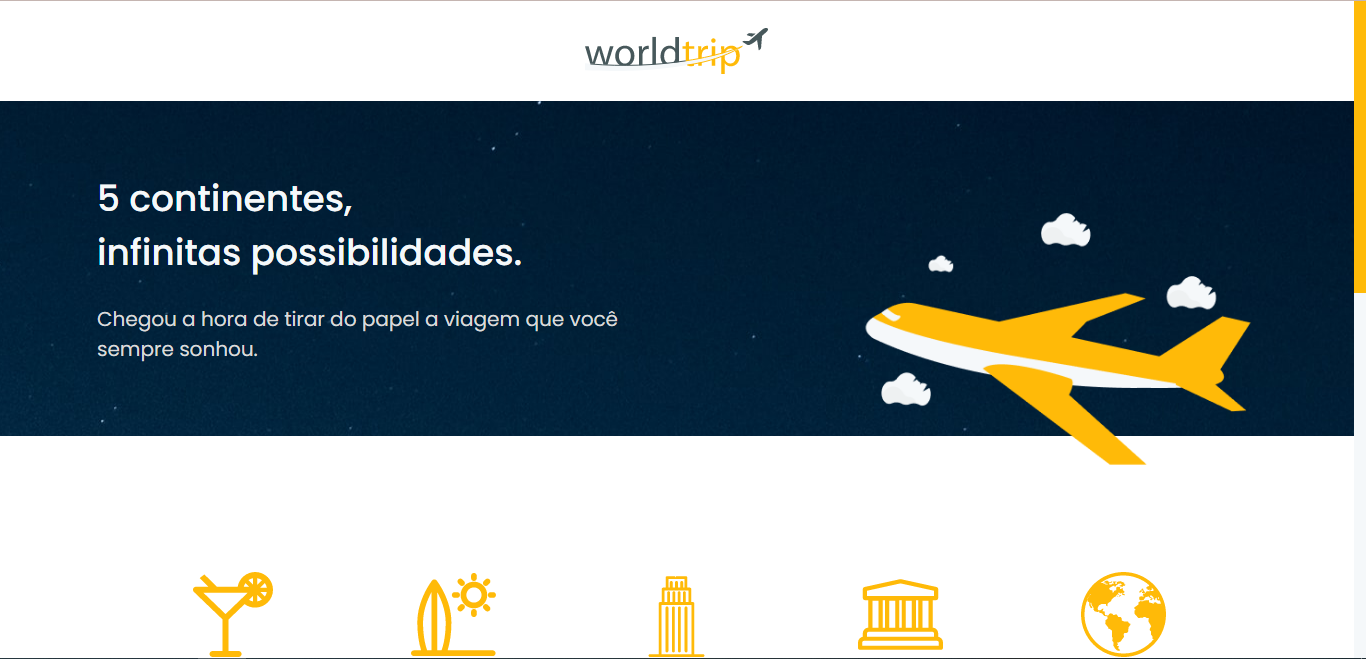 worldtrip
5 continentes,
infinitas possibilidades.
Chegou a hora de tirar do papel a viagem que você
sempre sonhou.